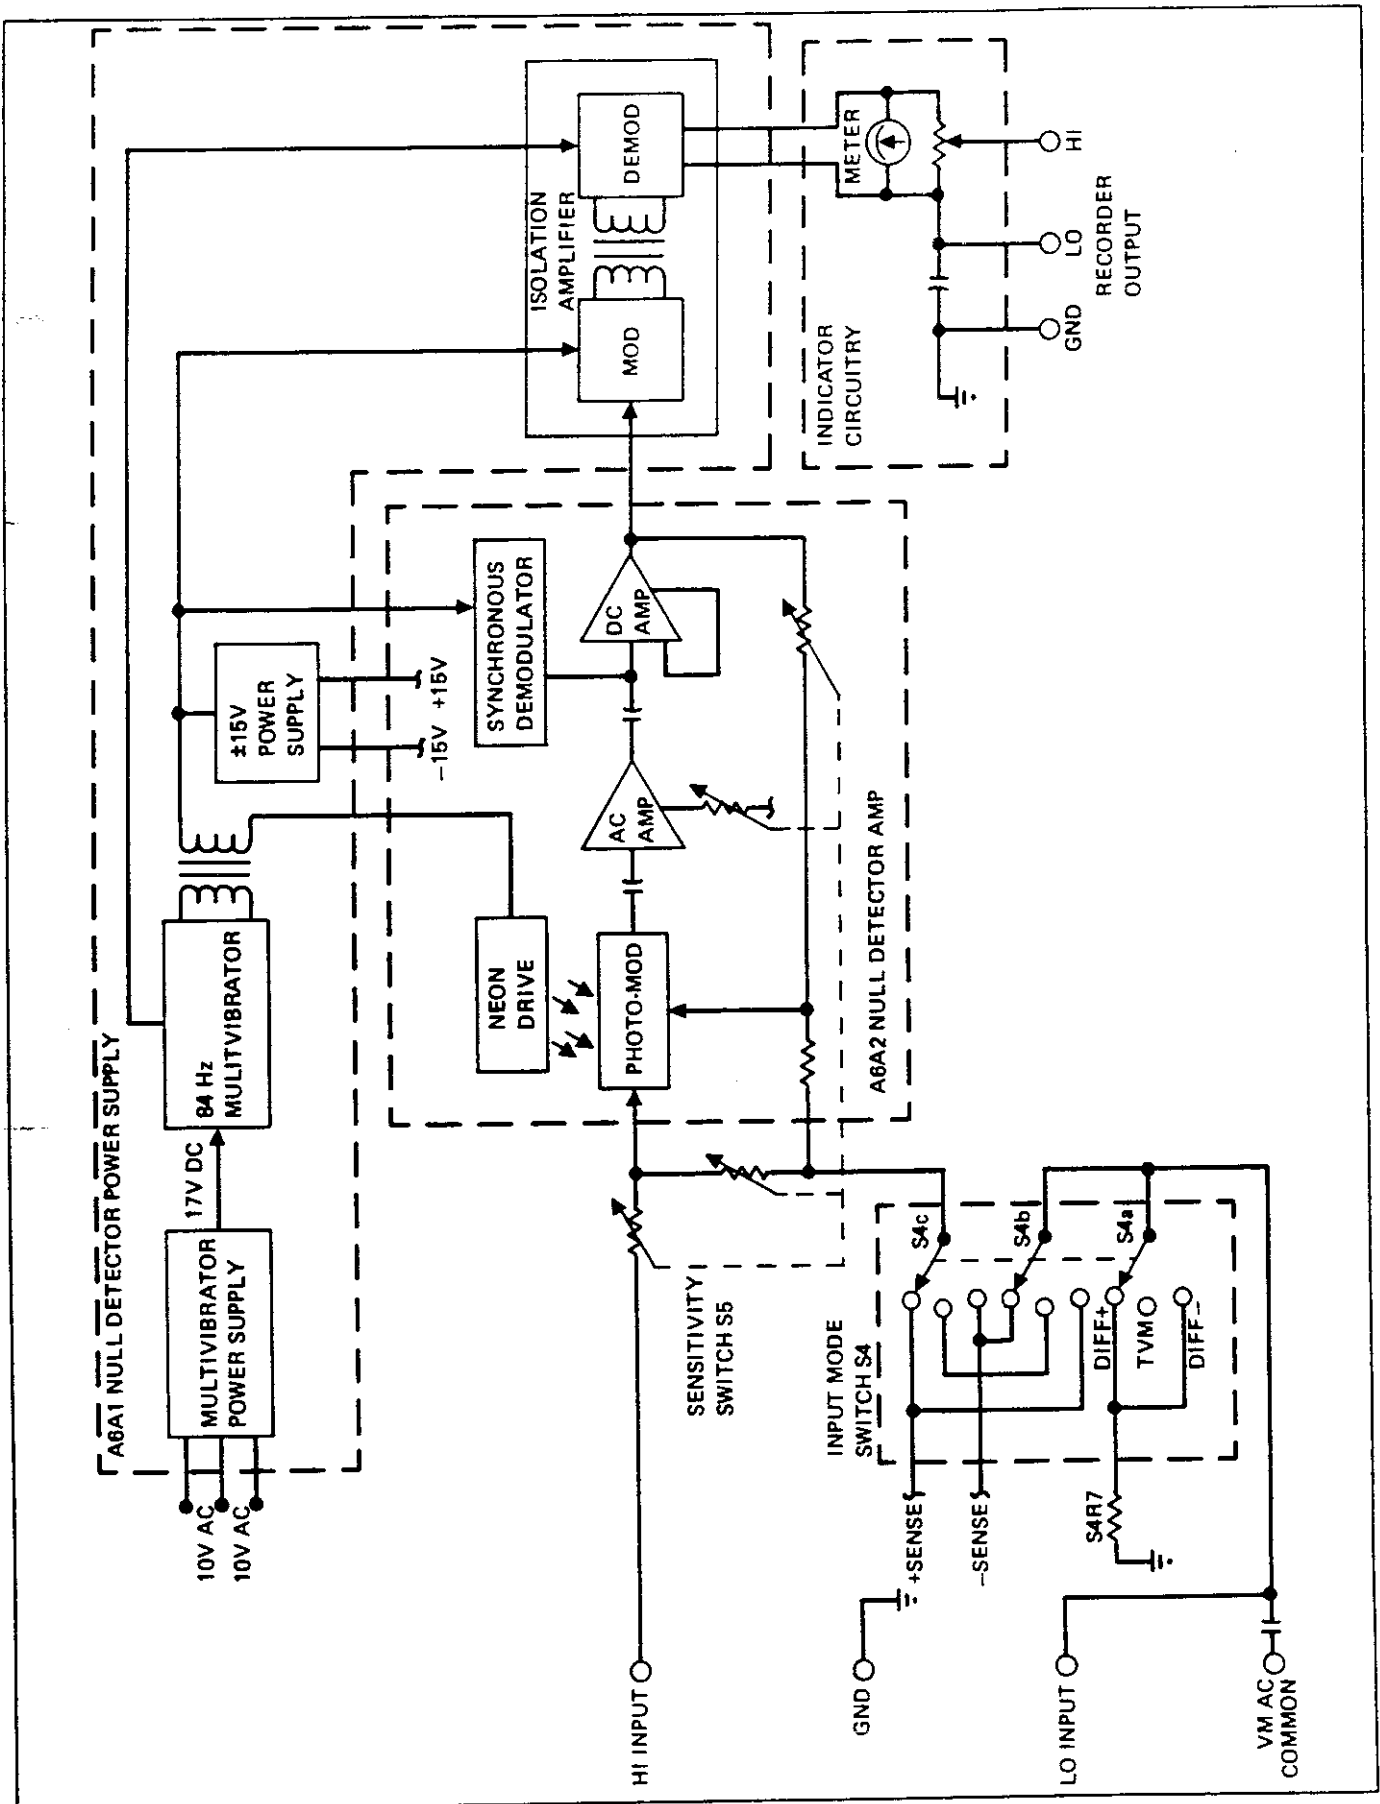 A6A1 NULL DETECTOR POWER SUPPLY
10V AC
10V AC
MULTIVIBRATOR
POWER SUPPLY
17V DC
84 Hz
MULITVIBRATOR
±15V
POWER
SUPPLY
-15V +15V
ISOLATION
AMPLIFIER
MOD
DEMOD
NEON
DRIVE
SYNCHRONOUS
DEMODULATOR
PHOTO-MOD
AC
AMP
DC
AMP
A6A2 NULL DETECTOR AMP
HI INPUT
SENSITIVITY
SWITCH S5
INDICATOR
CIRCUITRY
METER
GND
LO
HI
RECORDER
OUTPUT
INPUT MODE
SWITCH S4
GND
+SENSE
-SENSE
S4R7
S4c
S4b
S4a
DIFF+
TVM
DIFF-
LO INPUT
VM AC
COMMON